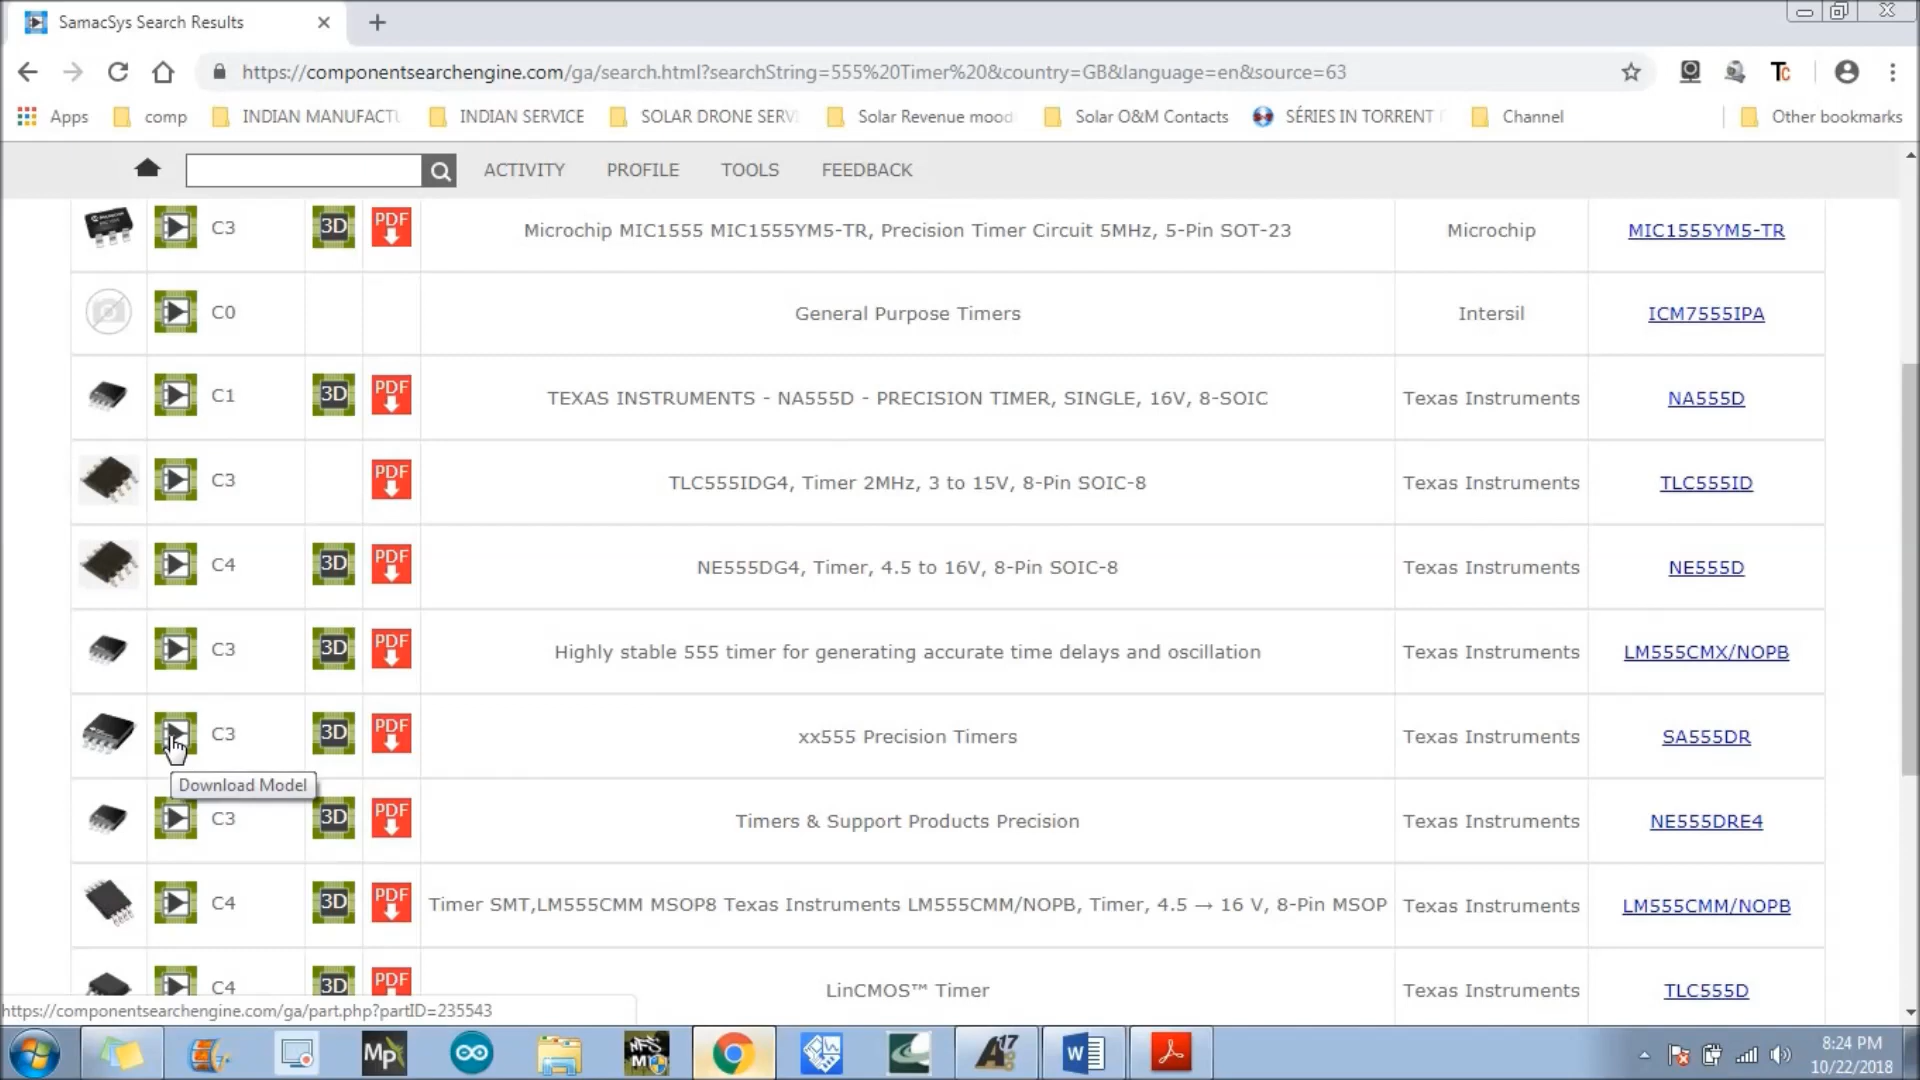 SamacSys Search Results
https://componentsearchengine.com/ga/search.html?searchString=555%20Timer%20&country=GB&language=en&source=63
Apps comp INDIAN MANUFACTU INDIAN SERVICE SOLAR DRONE SERV Solar Revenue mood Solar O&M Contacts SÉRIES IN TORRENT Channel Other bookmarks
ACTIVITY PROFILE TOOLS FEEDBACK
C3 3D PDF Microchip MIC1555 MIC1555YM5-TR, Precision Timer Circuit 5MHz, 5-Pin SOT-23 Microchip MIC1555YM5-TR
C0 General Purpose Timers Intersil ICM7555IPA
C1 3D PDF TEXAS INSTRUMENTS - NA555D - PRECISION TIMER, SINGLE, 16V, 8-SOIC Texas Instruments NA555D
C3 PDF TLC555IDG4, Timer 2MHz, 3 to 15V, 8-Pin SOIC-8 Texas Instruments TLC555ID
C4 3D PDF NE555DG4, Timer, 4.5 to 16V, 8-Pin SOIC-8 Texas Instruments NE555D
C3 3D PDF Highly stable 555 timer for generating accurate time delays and oscillation Texas Instruments LM555CMX/NOPB
C3 3D PDF xx555 Precision Timers Texas Instruments SA555DR
Download Model
C3 3D PDF Timers & Support Products Precision Texas Instruments NE555DRE4
C4 3D PDF Timer SMT,LM555CMM MSOP8 Texas Instruments LM555CMM/NOPB, Timer, 4.5 → 16 V, 8-Pin MSOP Texas Instruments LM555CMM/NOPB
C4 3D PDF LinCMOS™ Timer Texas Instruments TLC555D
https://componentsearchengine.com/ga/part.php?partID=235543
8:24 PM
10/22/2018